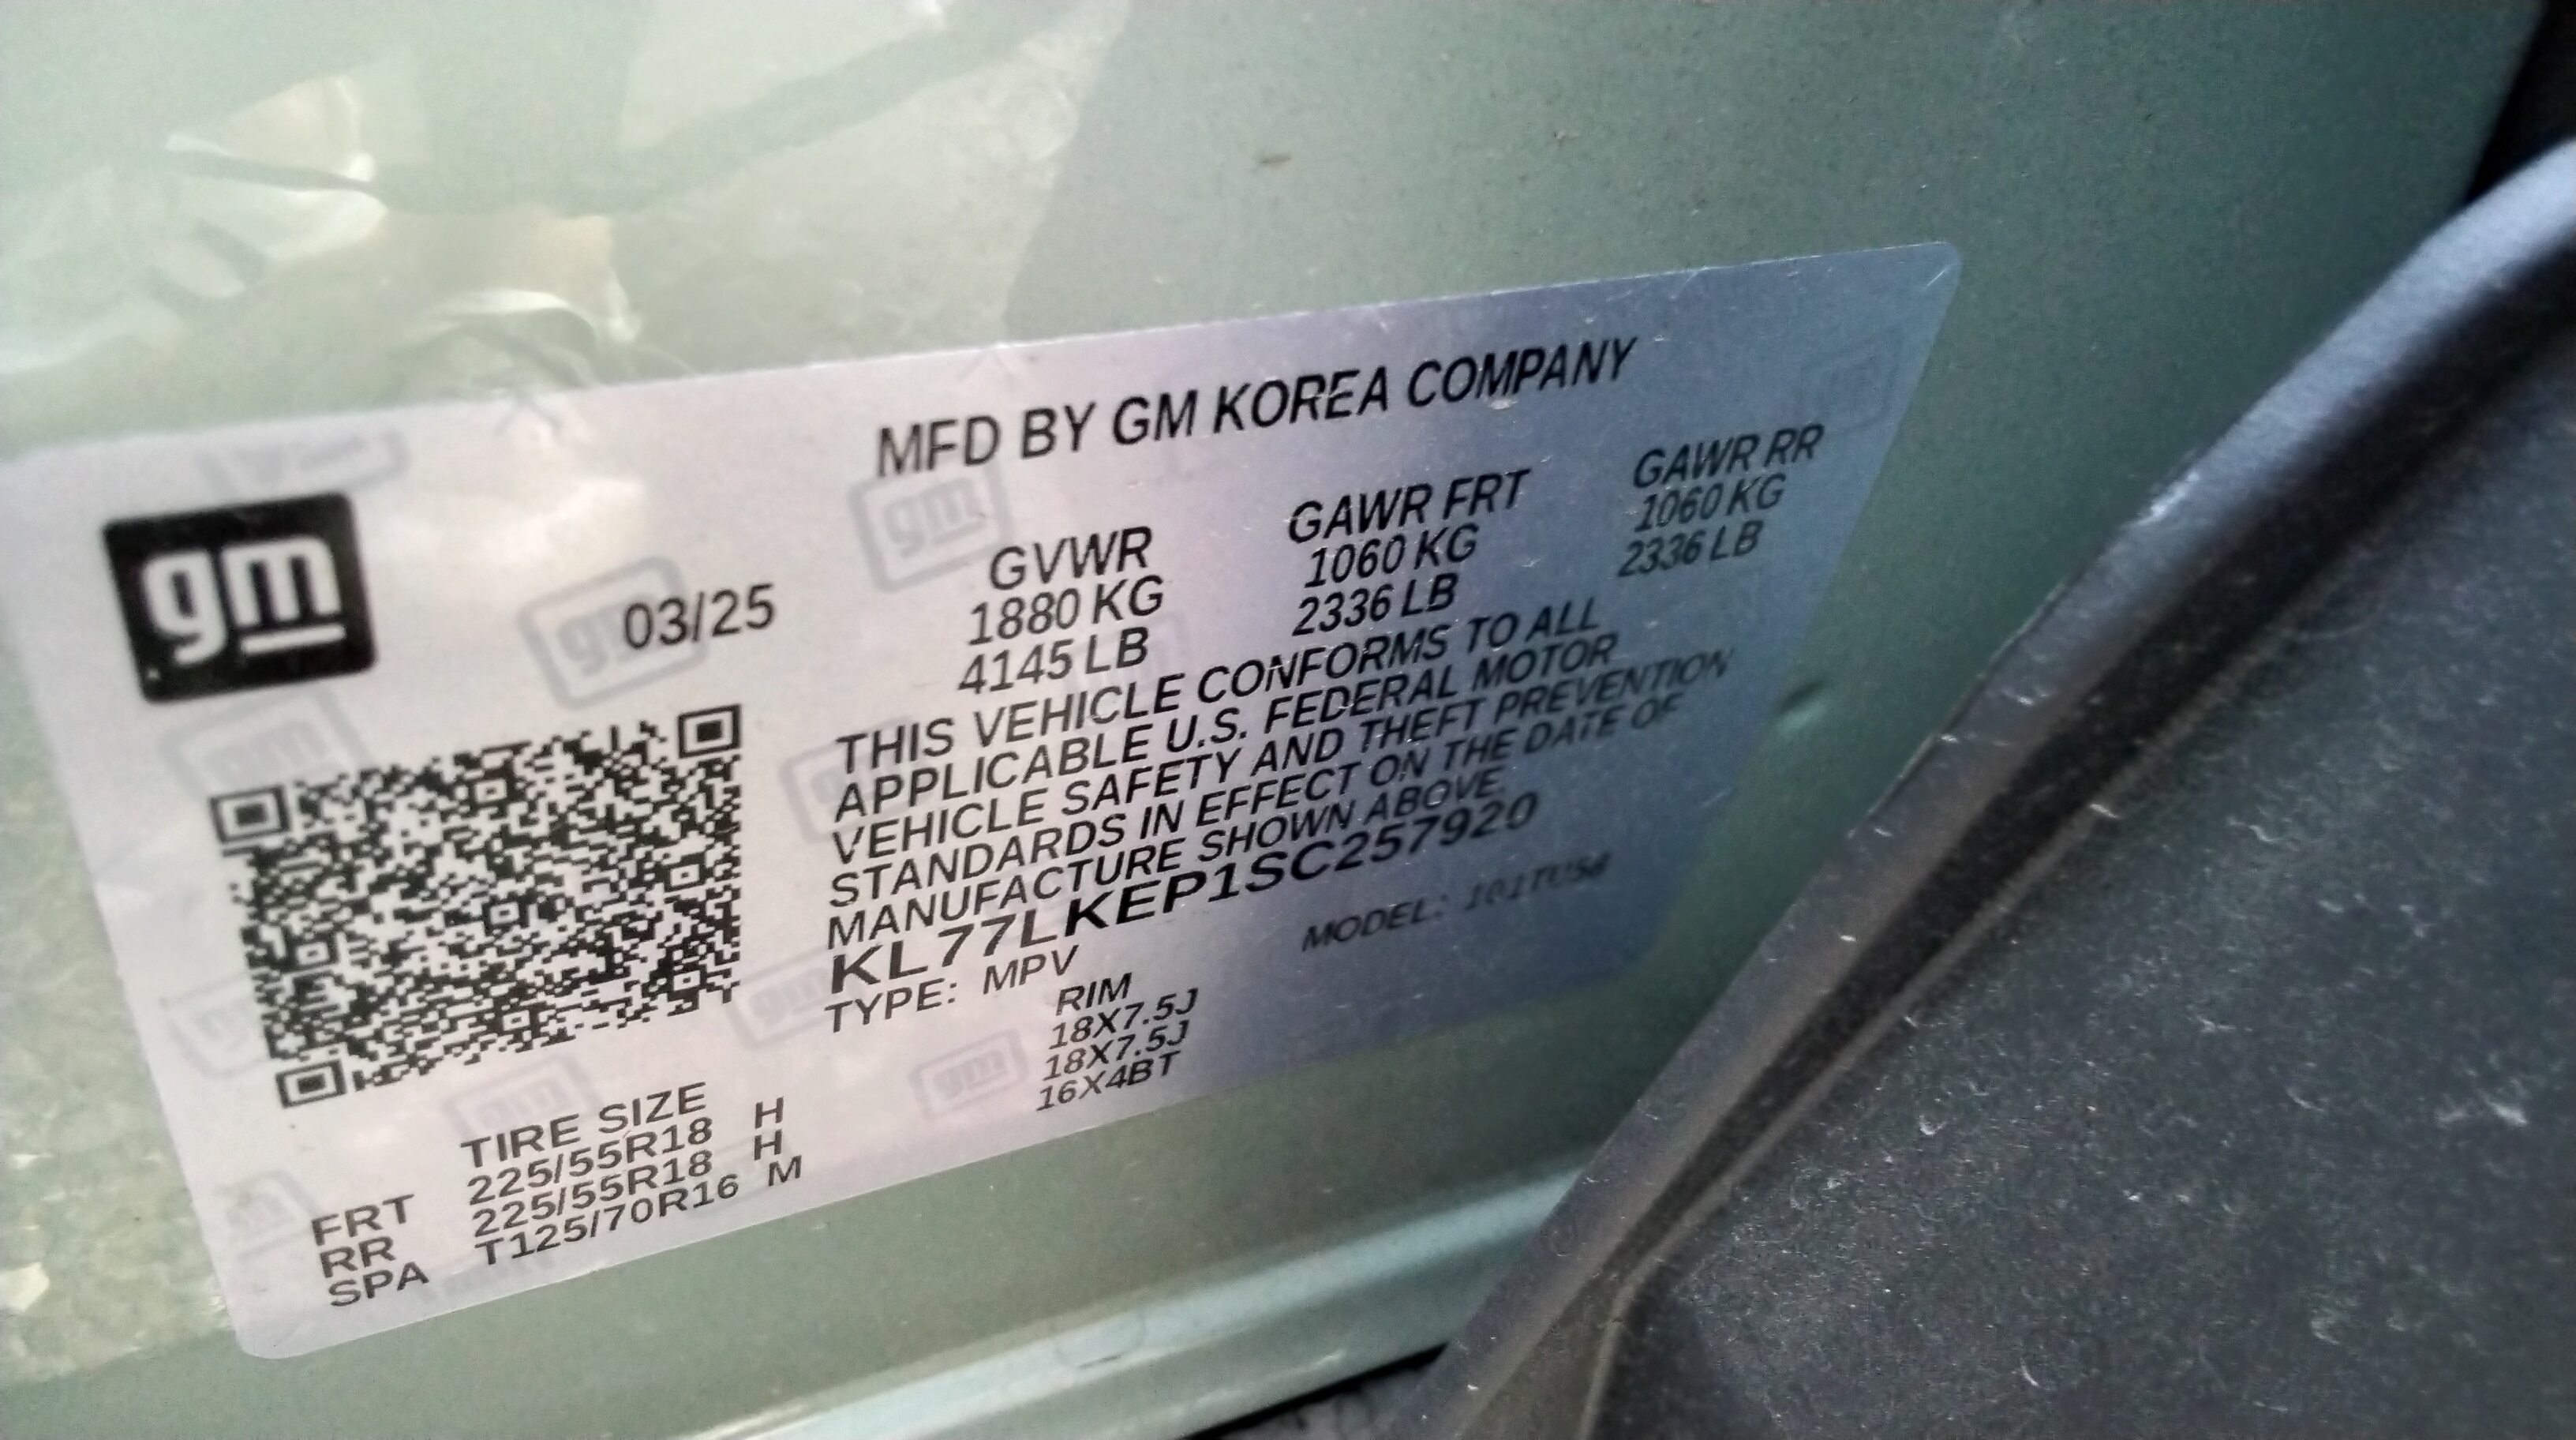 MFD BY GM KOREA COMPANY
gm
03/25
GVWR GAWR FRT GAWR RR
1880 KG 1060 KG 1060 KG
4145 LB 2336 LB 2336 LB
THIS VEHICLE CONFORMS TO ALL
APPLICABLE U.S. FEDERAL MOTOR
VEHICLE SAFETY AND THEFT PREVENTION
STANDARDS IN EFFECT ON THE DATE OF
MANUFACTURE SHOWN ABOVE.
KL77LKEP1SC257920
TYPE: MPV MODEL:
TIRE SIZE RIM
FRT 225/55R18 H 18X7.5J
RR 225/55R18 H 18X7.5J
SPA T125/70R16 M 16X4BT